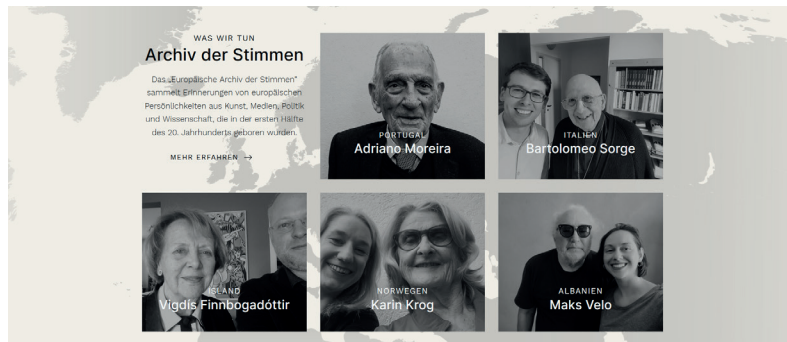 WAS WIR TUN
Archiv der Stimmen
Das „Europäische Archiv der Stimmen“
sammelt Erinnerungen von europäischen
Persönlichkeiten aus Kunst, Medien, Politik
und Wissenschaft, die in der ersten Hälfte
des 20. Jahrhunderts geboren wurden.
MEHR ERFAHREN →
PORTUGAL
Adriano Moreira
ITALIEN
Bartolomeo Sorge
ISLAND
Vigdís Finnbogadóttir
NORWEGEN
Karin Krog
ALBANIEN
Maks Velo